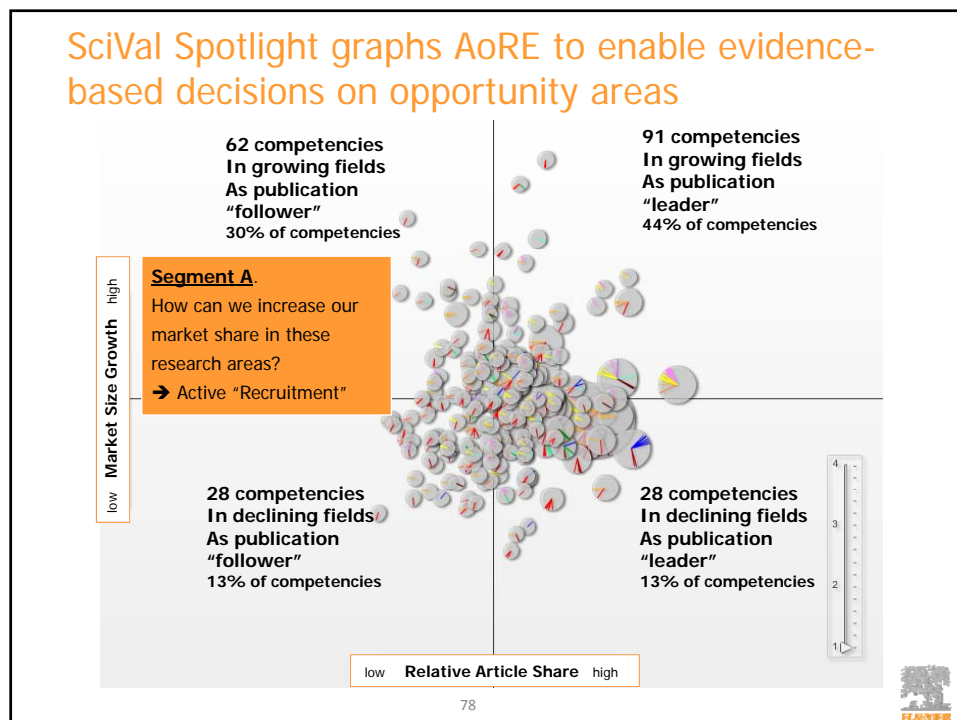 SciVal Spotlight graphs AoRE to enable evidence-
based decisions on opportunity areas
62 competencies
In growing fields
As publication
“follower”
30% of competencies
91 competencies
In growing fields
As publication
“leader”
44% of competencies
Segment A.
How can we increase our
market share in these
research areas?
➔ Active “Recruitment”
low Market Size Growth high
28 competencies
In declining fields
As publication
“follower”
13% of competencies
28 competencies
In declining fields
As publication
“leader”
13% of competencies
4
3
2
1
low Relative Article Share high
78
ELSEVIER